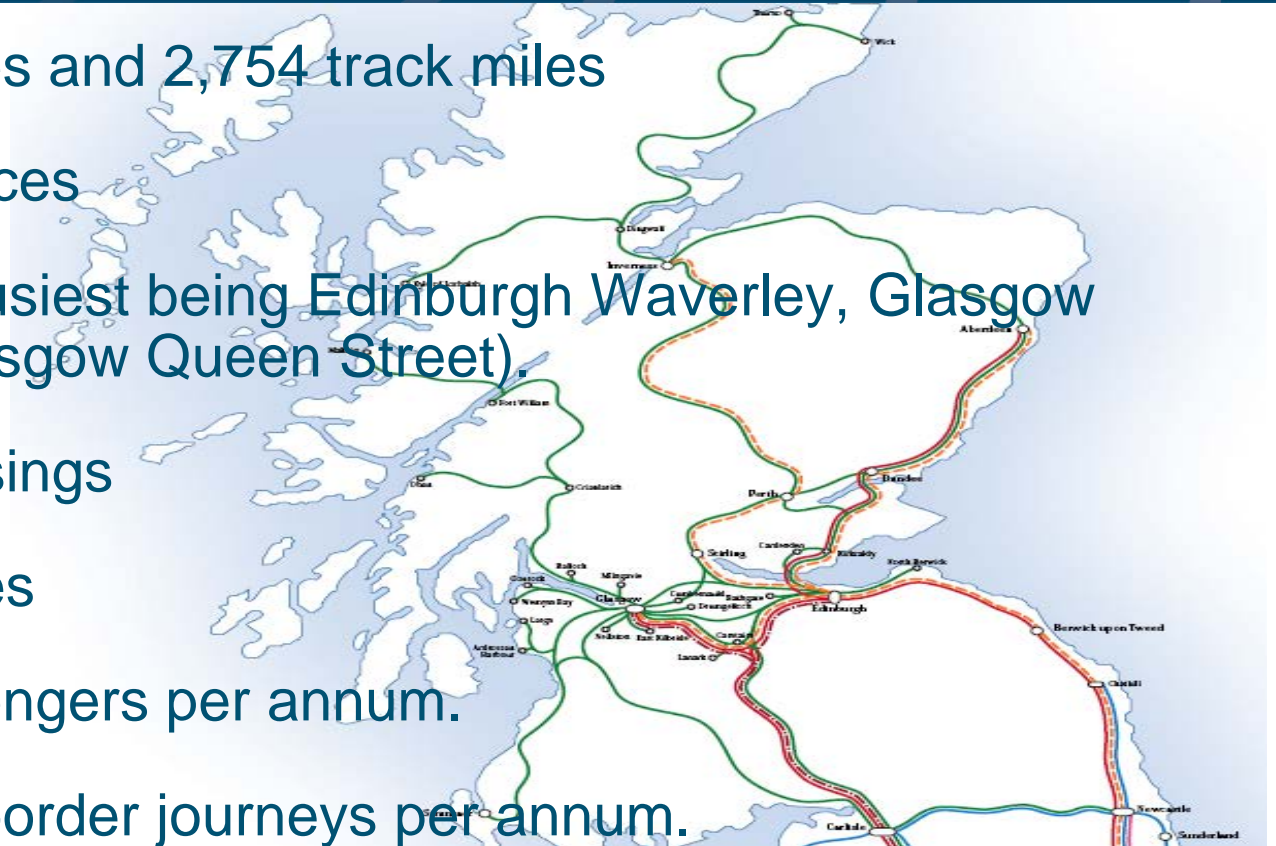 s and 2,754 track miles
ces
usiest being Edinburgh Waverley, Glasgow
sgow Queen Street).
sings
es
ngers per annum.
order journeys per annum.
Wick
Dingwall
Inverness
Aberdeen
Fort William
Oban
Crianlarich
Perth
Dundee
Stirling
Cardenden
Kirkcaldy
North Berwick
Balloch
Milngavie
Gourock
Cumbernauld
Bathgate
Glasgow
Wemyss Bay
Drumgelloch
Edinburgh
Largs
Neilston
East Kilbride
Carstairs
Berwick upon Tweed
Ardrossan
Harbour
Lanark
Newcastle
Carlisle
Sunderland